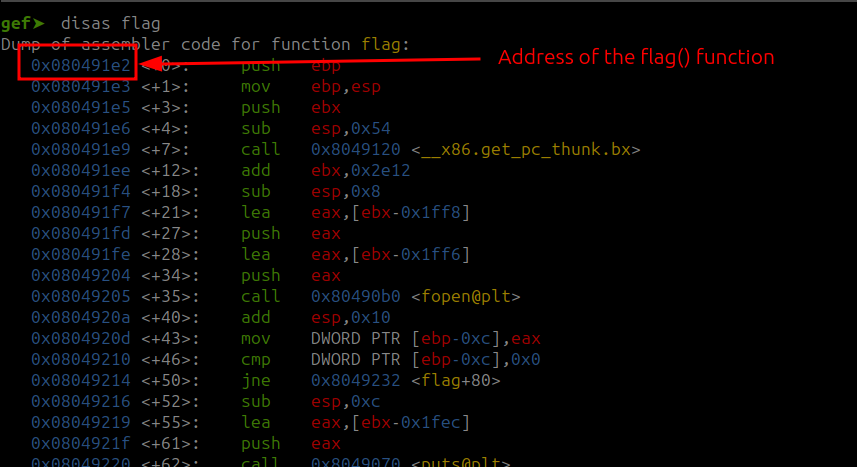 gef➤  disas flag
Dump of assembler code for function flag:
0x080491e2 <+0>: push ebp
Address of the flag() function
0x080491e3 <+1>: mov ebp,esp
0x080491e5 <+3>: push ebx
0x080491e6 <+4>: sub esp,0x54
0x080491e9 <+7>: call 0x8049120 <__x86.get_pc_thunk.bx>
0x080491ee <+12>: add ebx,0x2e12
0x080491f4 <+18>: sub esp,0x8
0x080491f7 <+21>: lea eax,[ebx-0x1ff8]
0x080491fd <+27>: push eax
0x080491fe <+28>: lea eax,[ebx-0x1ff6]
0x08049204 <+34>: push eax
0x08049205 <+35>: call 0x80490b0 <fopen@plt>
0x0804920a <+40>: add esp,0x10
0x0804920d <+43>: mov DWORD PTR [ebp-0xc],eax
0x08049210 <+46>: cmp DWORD PTR [ebp-0xc],0x0
0x08049214 <+50>: jne 0x8049232 <flag+80>
0x08049216 <+52>: sub esp,0xc
0x08049219 <+55>: lea eax,[ebx-0x1fec]
0x0804921f <+61>: push eax
0x08049220 <+62>: call 0x8049070 <puts@plt>